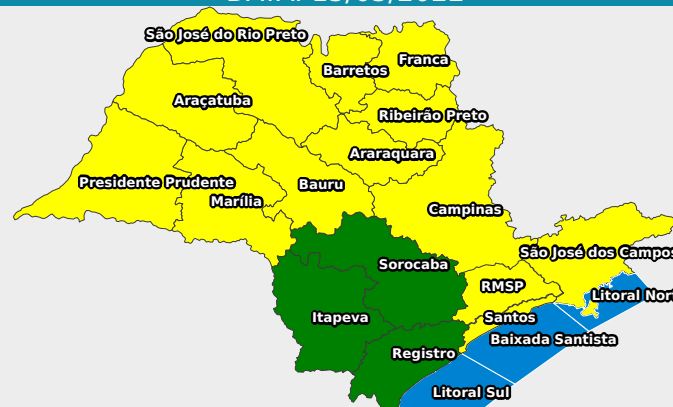 São José do Rio Preto
Franca
Barretos
Araçatuba
Ribeirão Preto
Araraquara
Presidente Prudente
Bauru
Marília
Campinas
São José dos Campos
Sorocaba
RMSP
Litoral Nort
Itapeva
Santos
Baixada Santista
Registro
Litoral Sul